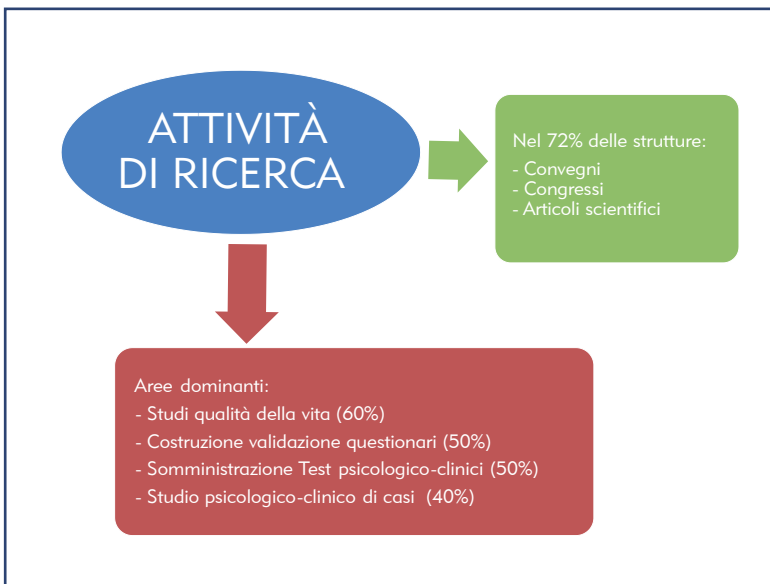 ATTIVITÀ
DI RICERCA
Nel 72% delle strutture:
- Convegni
- Congressi
- Articoli scientifici
Aree dominanti:
- Studi qualità della vita (60%)
- Costruzione validazione questionari (50%)
- Somministrazione Test psicologico-clinici (50%)
- Studio psicologico-clinico di casi  (40%)